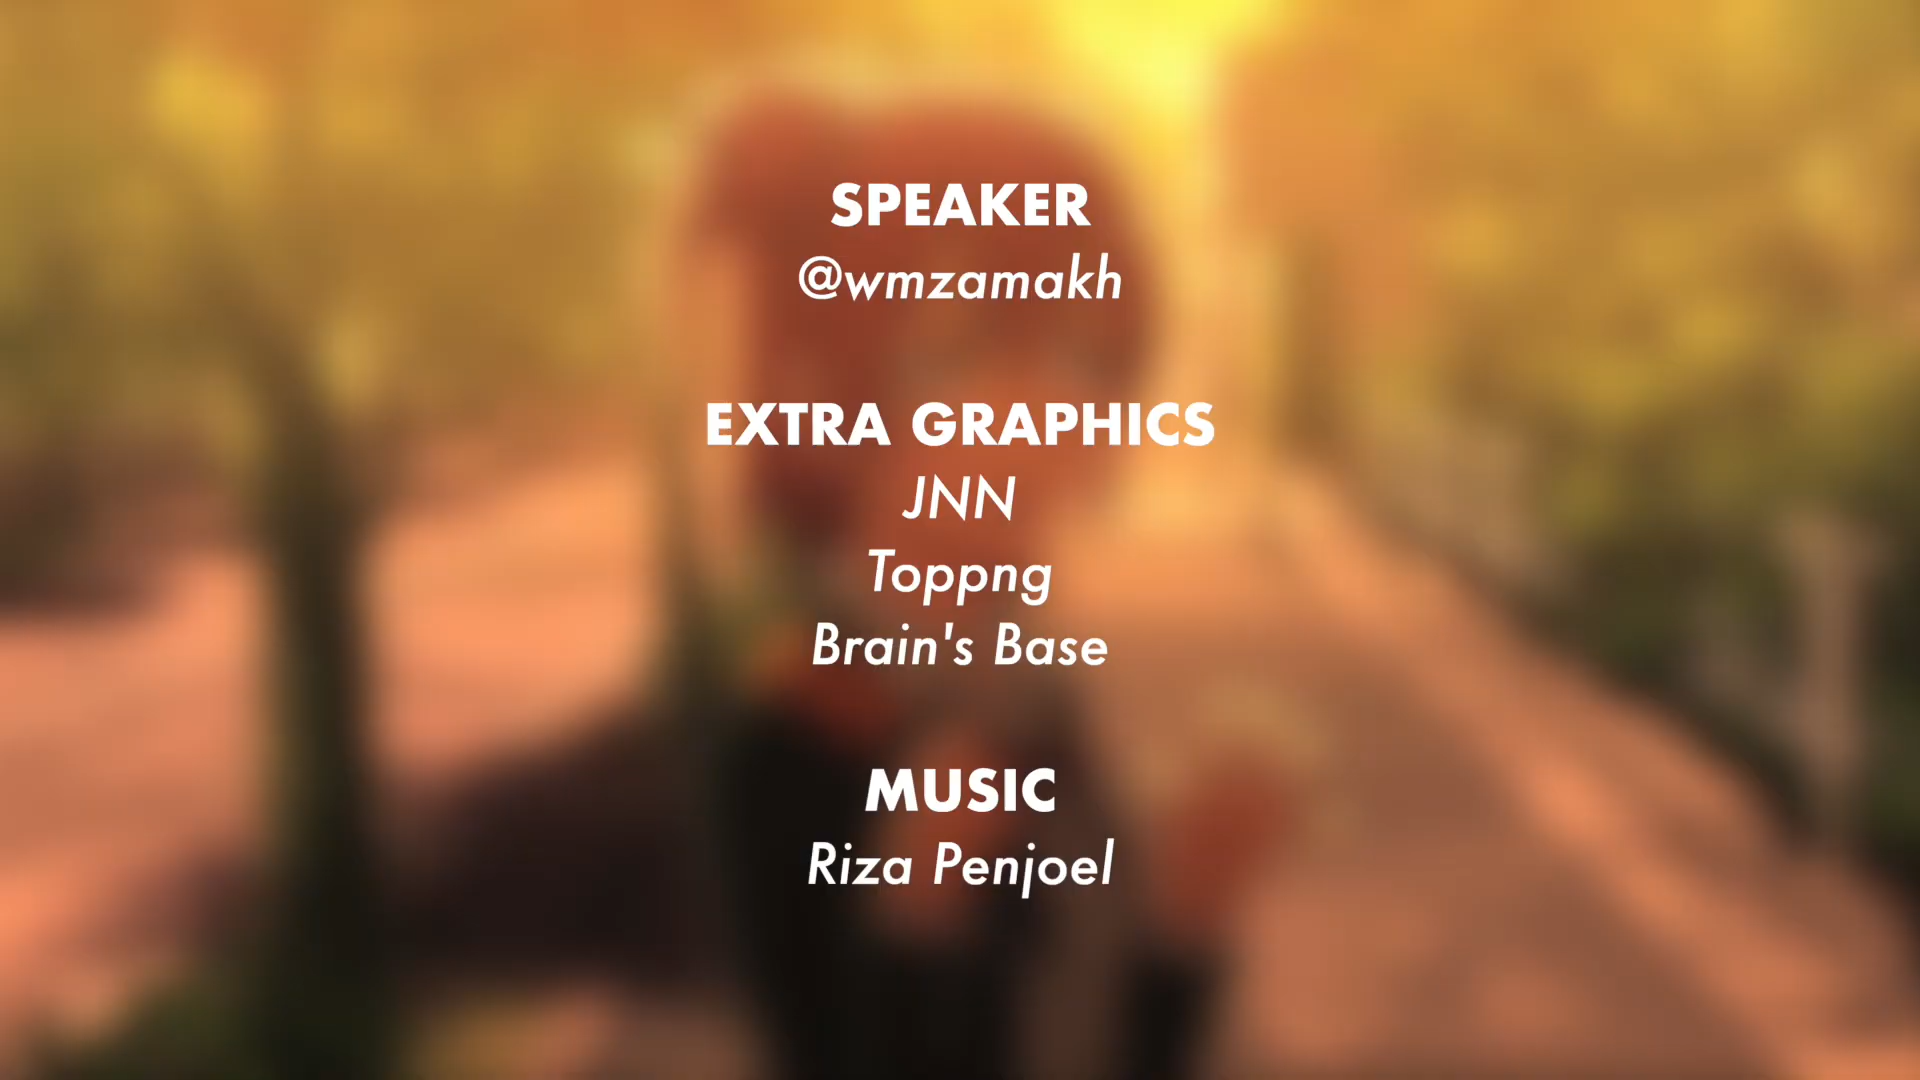 SPEAKER
@wmzamakh
EXTRA GRAPHICS
JNN
Toppng
Brain's Base
MUSIC
Riza Penjoel